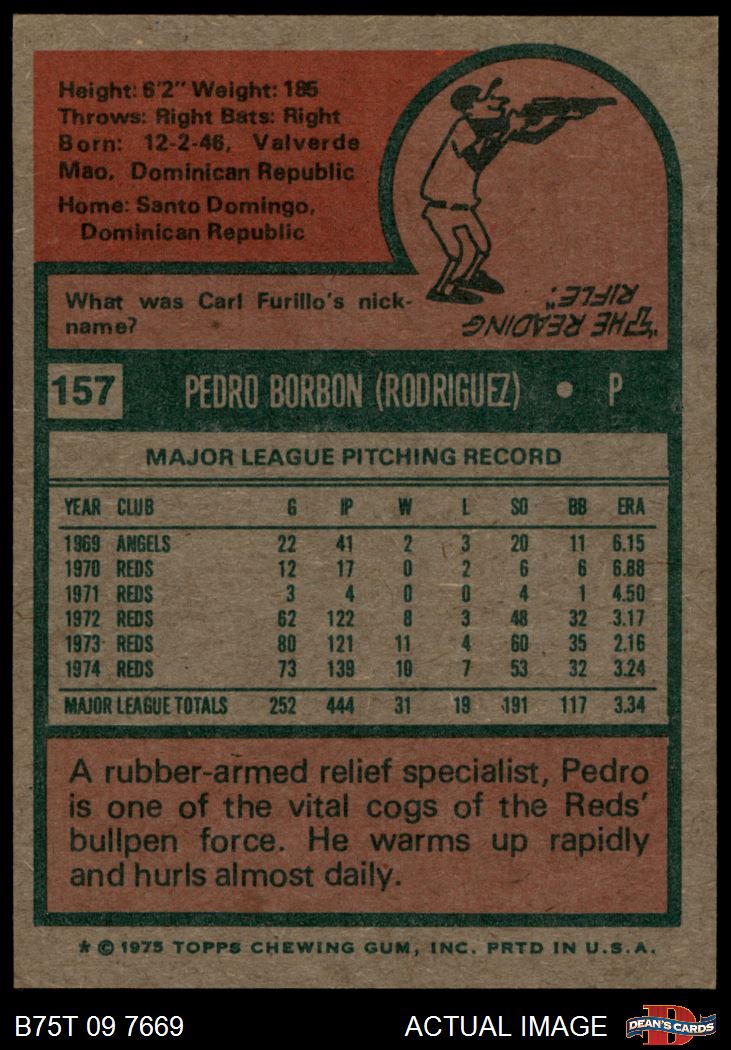 Height: 6'2" Weight: 185
Throws: Right Bats: Right
Born: 12-2-46, Valverde
Mao, Dominican Republic
Home: Santo Domingo,
Dominican Republic
What was Carl Furillo's nick-
name?
"THE READING
RIFLE."
157 PEDRO BORBON (RODRIGUEZ) • P
MAJOR LEAGUE PITCHING RECORD
YEAR CLUB G IP W L SO BB ERA
1969 ANGELS 22 41 2 3 20 11 6.15
1970 REDS 12 17 0 2 6 6 6.88
1971 REDS 3 4 0 0 4 1 4.50
1972 REDS 62 122 8 3 48 32 3.17
1973 REDS 80 121 11 4 60 35 2.16
1974 REDS 73 139 10 7 53 32 3.24
MAJOR LEAGUE TOTALS 252 444 31 19 191 117 3.34
A rubber-armed relief specialist, Pedro
is one of the vital cogs of the Reds'
bullpen force. He warms up rapidly
and hurls almost daily.
* © 1975 TOPPS CHEWING GUM, INC. PRTD IN U.S.A.
B75T 09 7669 ACTUAL IMAGE
D
DEAN'S CARDS